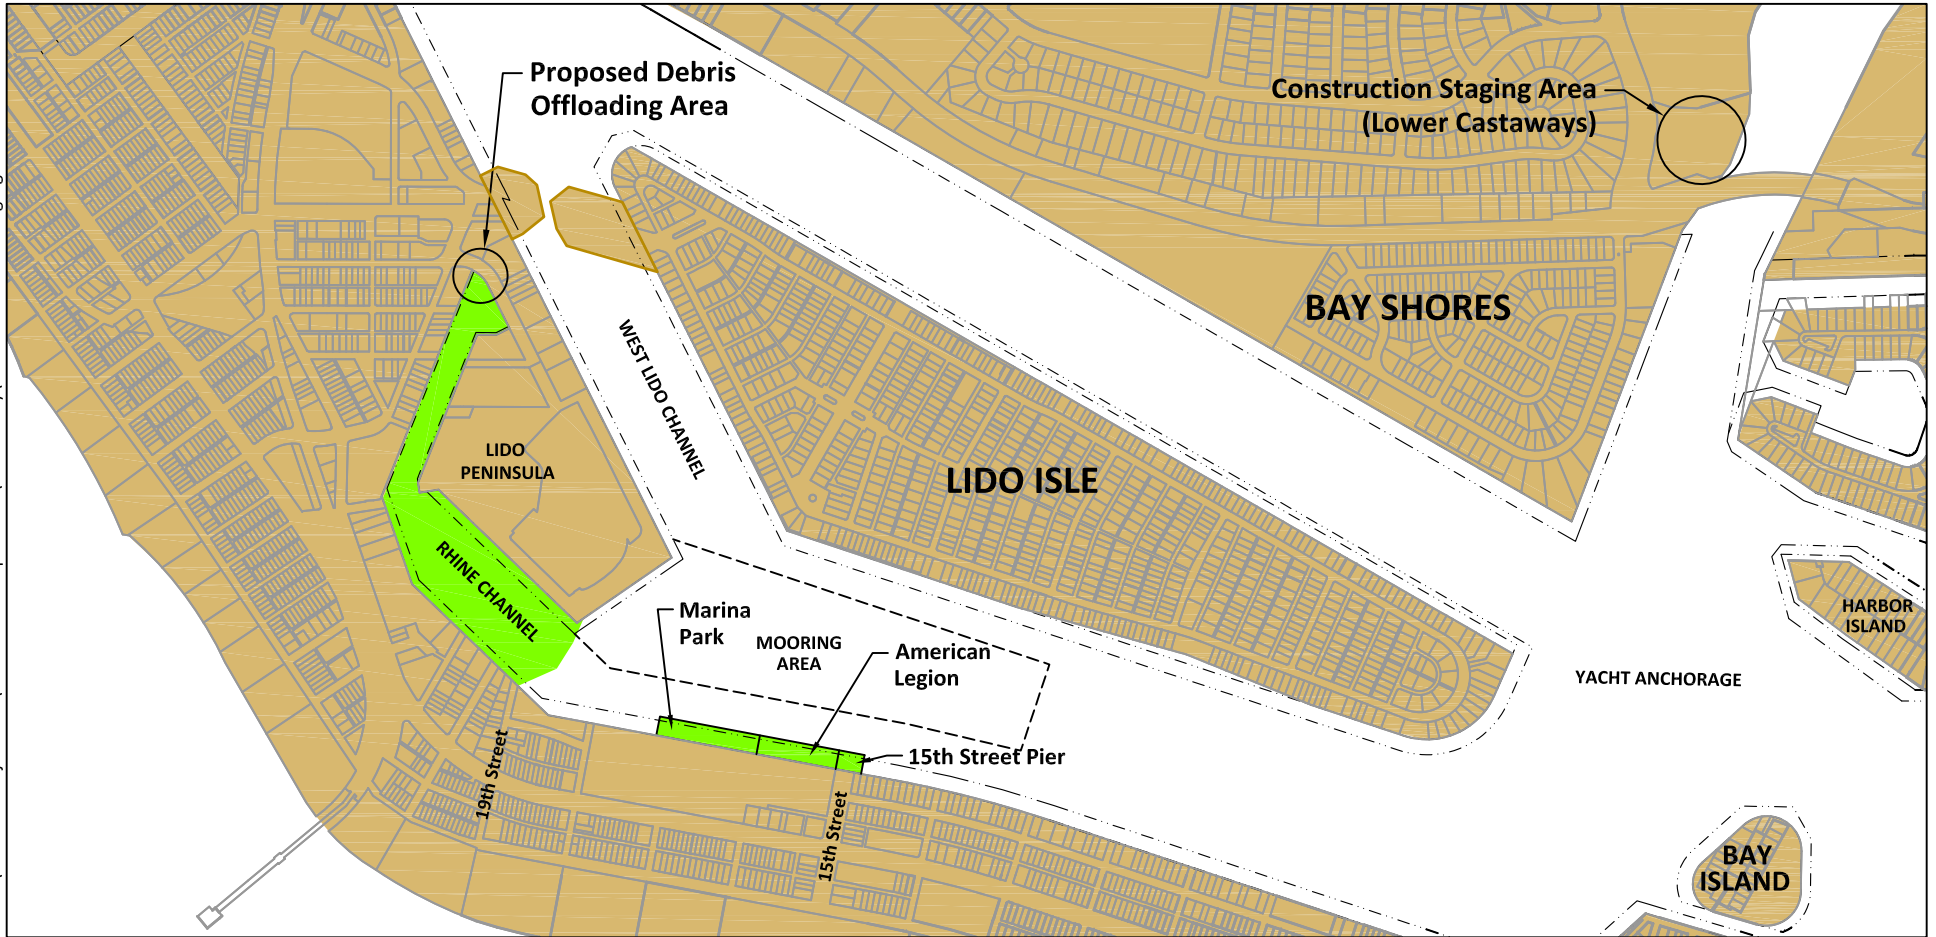 Proposed Debris
Offloading Area
Construction Staging Area
(Lower Castaways)
BAY SHORES
WEST LIDO CHANNEL
LIDO
PENINSULA
LIDO ISLE
RHINE CHANNEL
Marina
Park
MOORING
AREA
American
Legion
HARBOR
ISLAND
YACHT ANCHORAGE
15th Street Pier
19th Street
15th Street
BAY
ISLAND